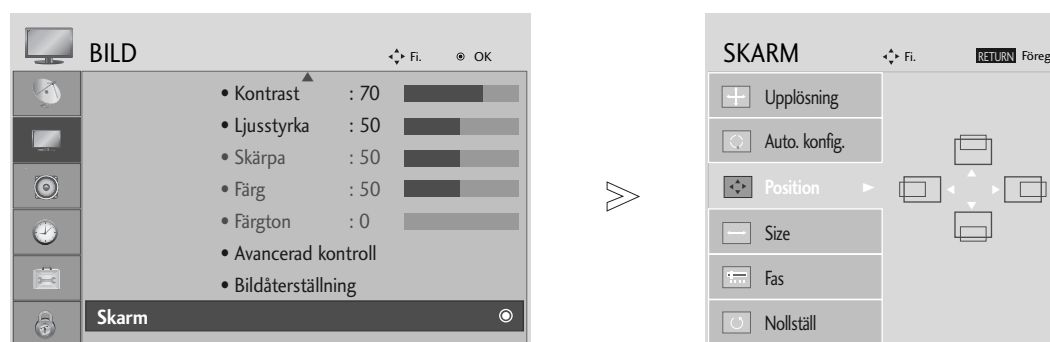 BILD
Fi. OK
• Kontrast : 70
• Ljusstyrka : 50
• Skärpa : 50
• Färg : 50
• Färgton : 0
• Avancerad kontroll
• Bildåterställning
Skarm
SKARM
Fi. RETURN Föreg
Upplösning
Auto. konfig.
Position
Size
Fas
Nollställ